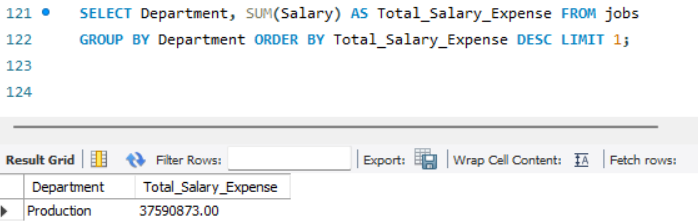 121 SELECT Department, SUM(Salary) AS Total_Salary_Expense FROM jobs
122 GROUP BY Department ORDER BY Total_Salary_Expense DESC LIMIT 1;
123
124
Result Grid Filter Rows: Export: Wrap Cell Content: IA Fetch rows:
Department Total_Salary_Expense
Production 37590873.00